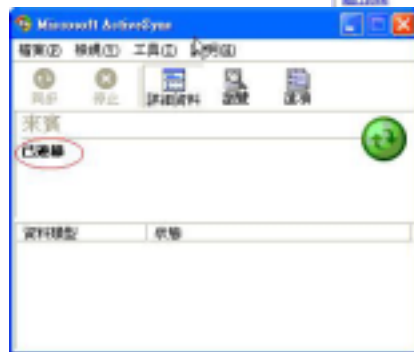 Microsoft ActiveSync
檔案(F) 檢視(V) 工具(T) 說明(H)
同步 停止 詳細資料 瀏覽 選項
來賓
已連線
資料類型 狀態